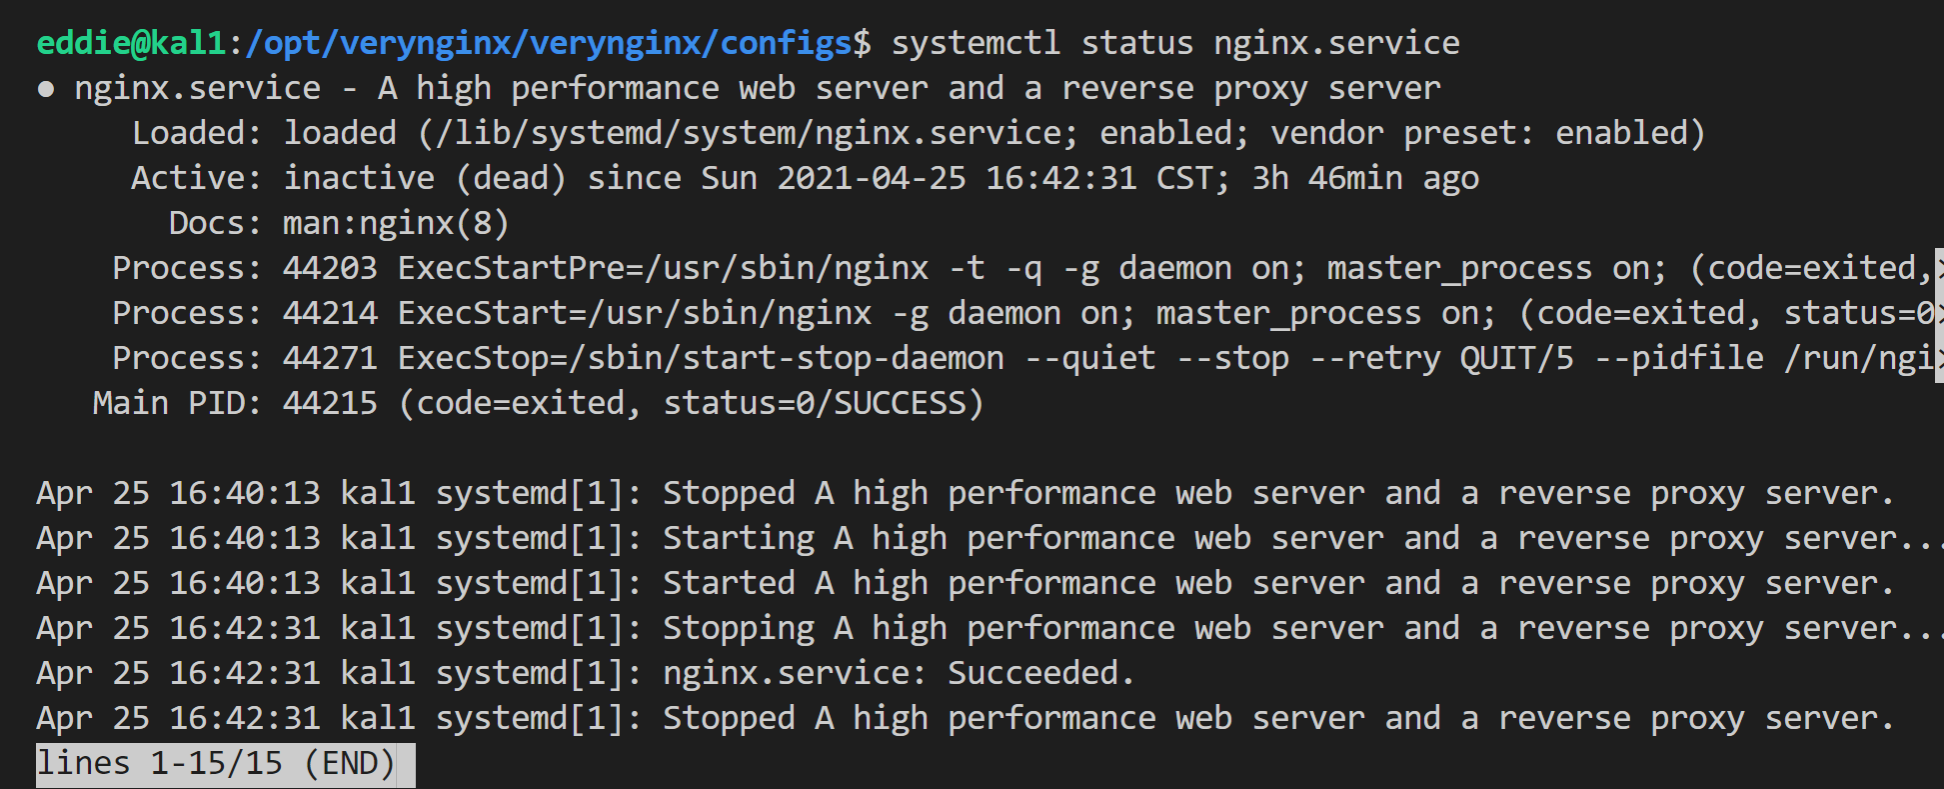 eddie@kal1:/opt/verynginx/verynginx/configs$ systemctl status nginx.service
● nginx.service - A high performance web server and a reverse proxy server
     Loaded: loaded (/lib/systemd/system/nginx.service; enabled; vendor preset: enabled)
     Active: inactive (dead) since Sun 2021-04-25 16:42:31 CST; 3h 46min ago
       Docs: man:nginx(8)
    Process: 44203 ExecStartPre=/usr/sbin/nginx -t -q -g daemon on; master_process on; (code=exited,>
    Process: 44214 ExecStart=/usr/sbin/nginx -g daemon on; master_process on; (code=exited, status=0>
    Process: 44271 ExecStop=/sbin/start-stop-daemon --quiet --stop --retry QUIT/5 --pidfile /run/ngi>
   Main PID: 44215 (code=exited, status=0/SUCCESS)

Apr 25 16:40:13 kal1 systemd[1]: Stopped A high performance web server and a reverse proxy server.
Apr 25 16:40:13 kal1 systemd[1]: Starting A high performance web server and a reverse proxy server...
Apr 25 16:40:13 kal1 systemd[1]: Started A high performance web server and a reverse proxy server.
Apr 25 16:42:31 kal1 systemd[1]: Stopping A high performance web server and a reverse proxy server...
Apr 25 16:42:31 kal1 systemd[1]: nginx.service: Succeeded.
Apr 25 16:42:31 kal1 systemd[1]: Stopped A high performance web server and a reverse proxy server.
lines 1-15/15 (END)